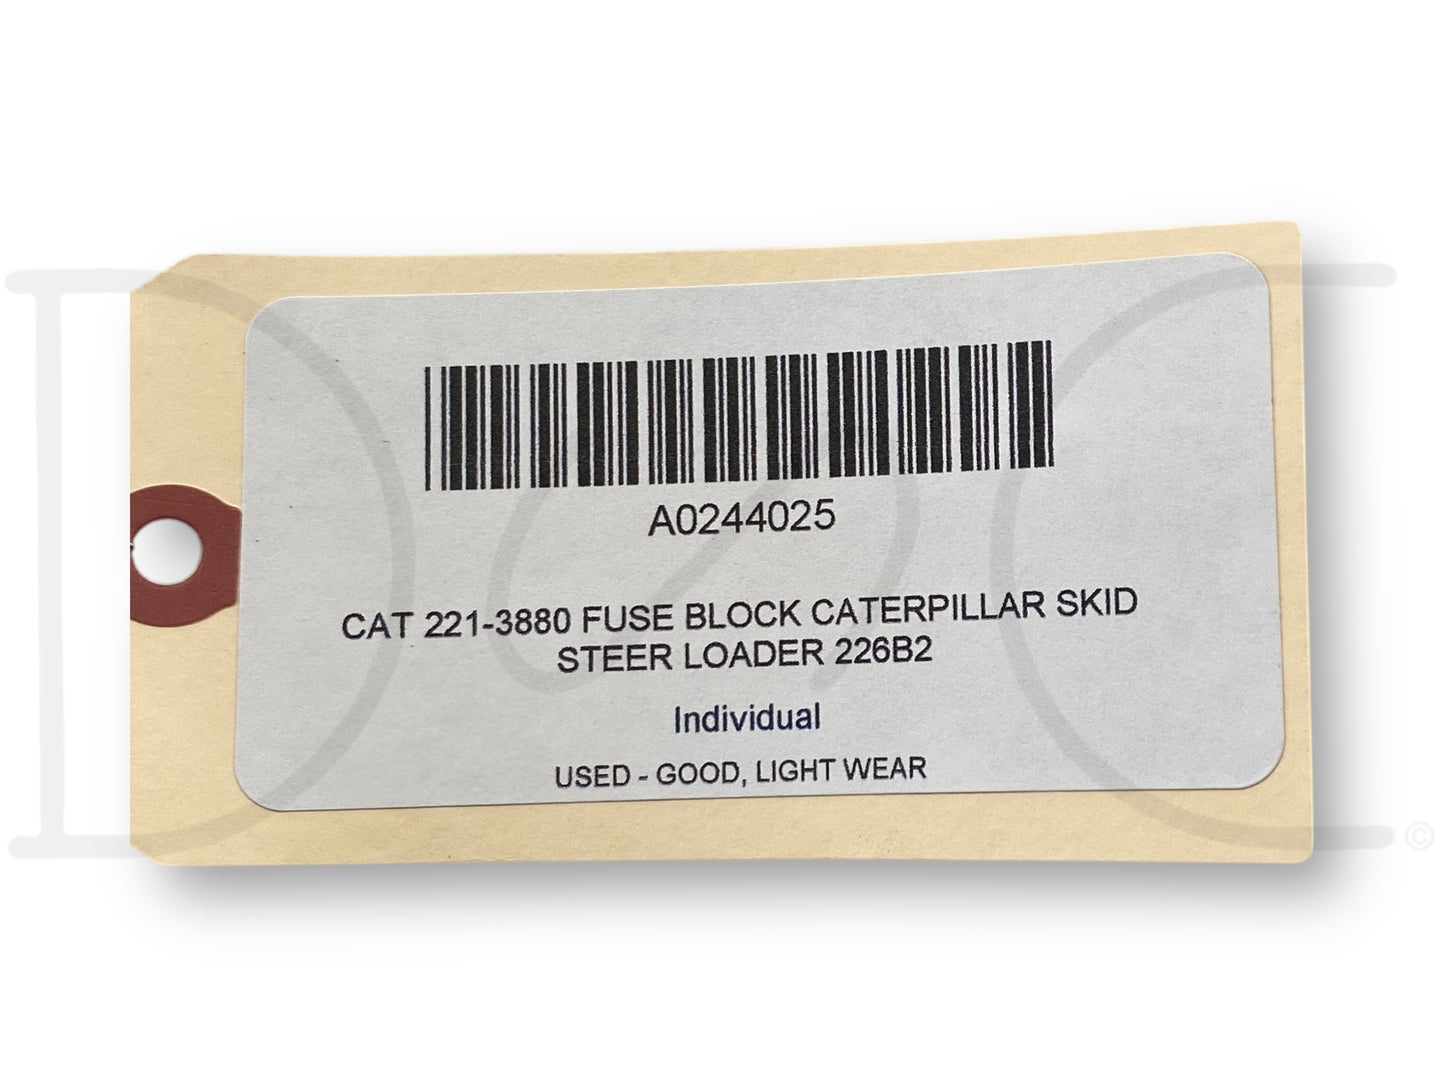 A0244025
CAT 221-3880 FUSE BLOCK CATERPILLAR SKID
STEER LOADER 226B2
Individual
USED - GOOD, LIGHT WEAR
©